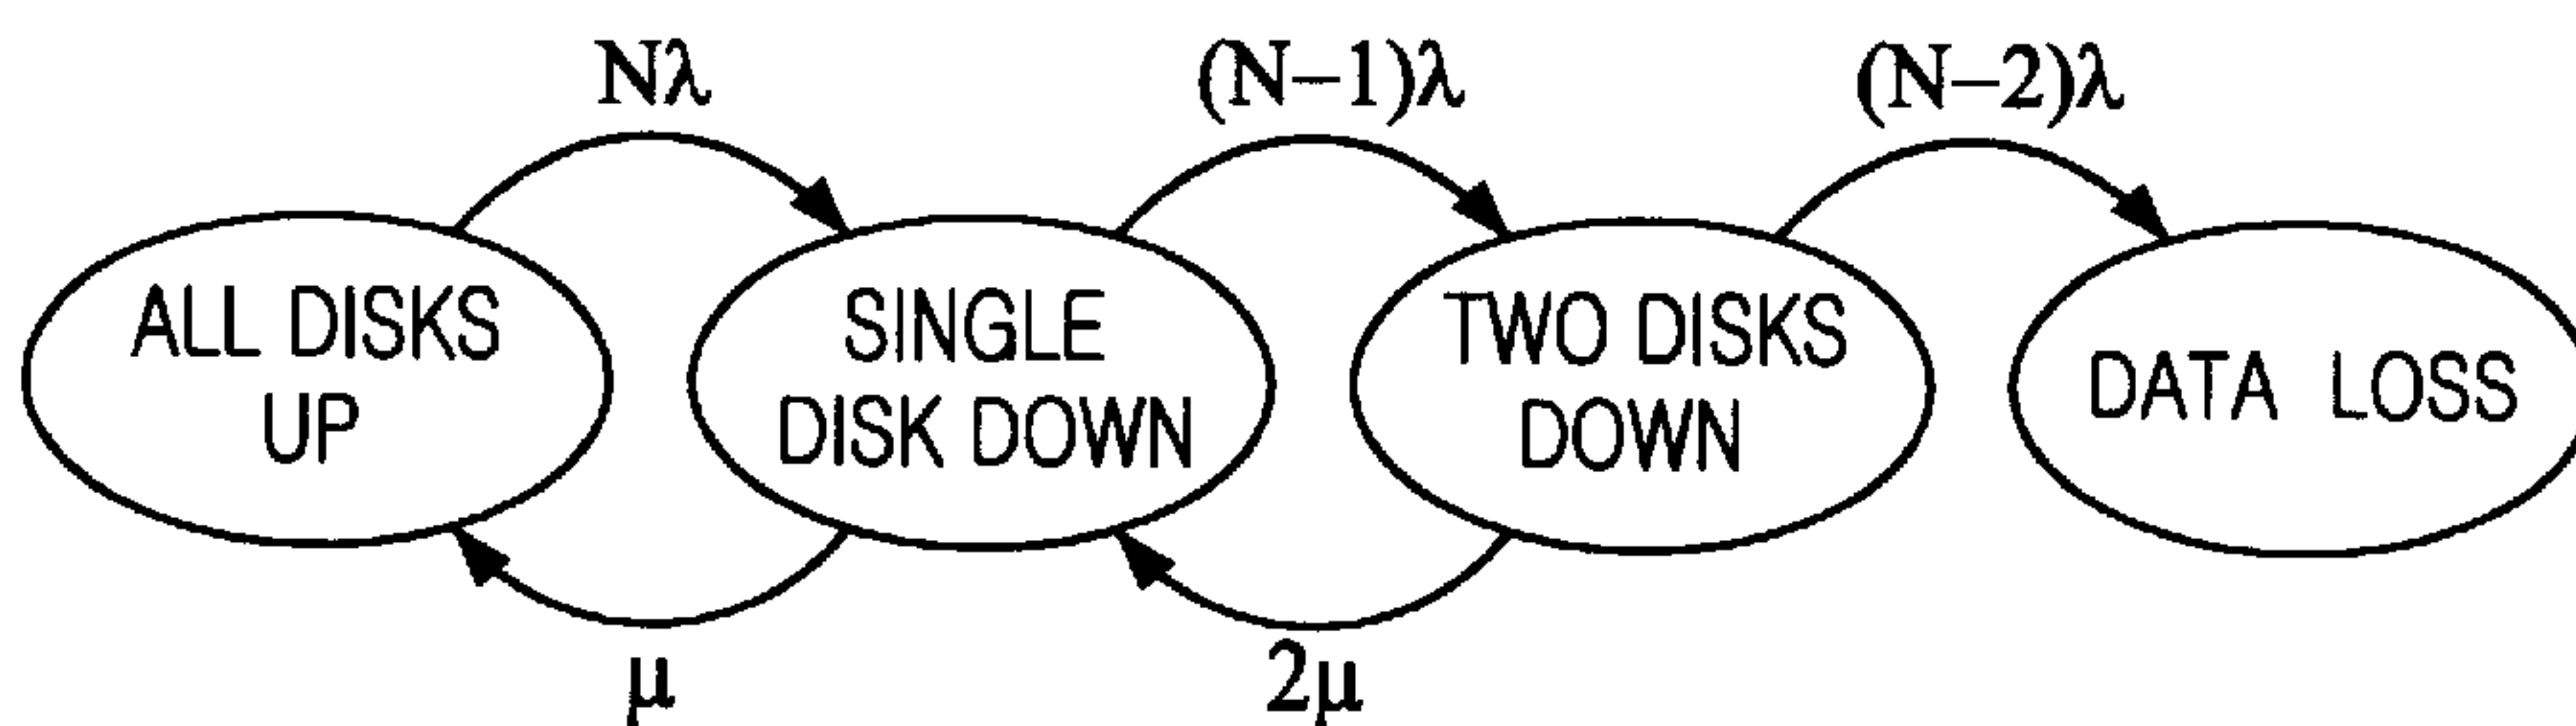 Nλ
(N–1)λ
(N–2)λ
ALL DISKS
UP
SINGLE
DISK DOWN
TWO DISKS
DOWN
DATA LOSS
μ
2μ